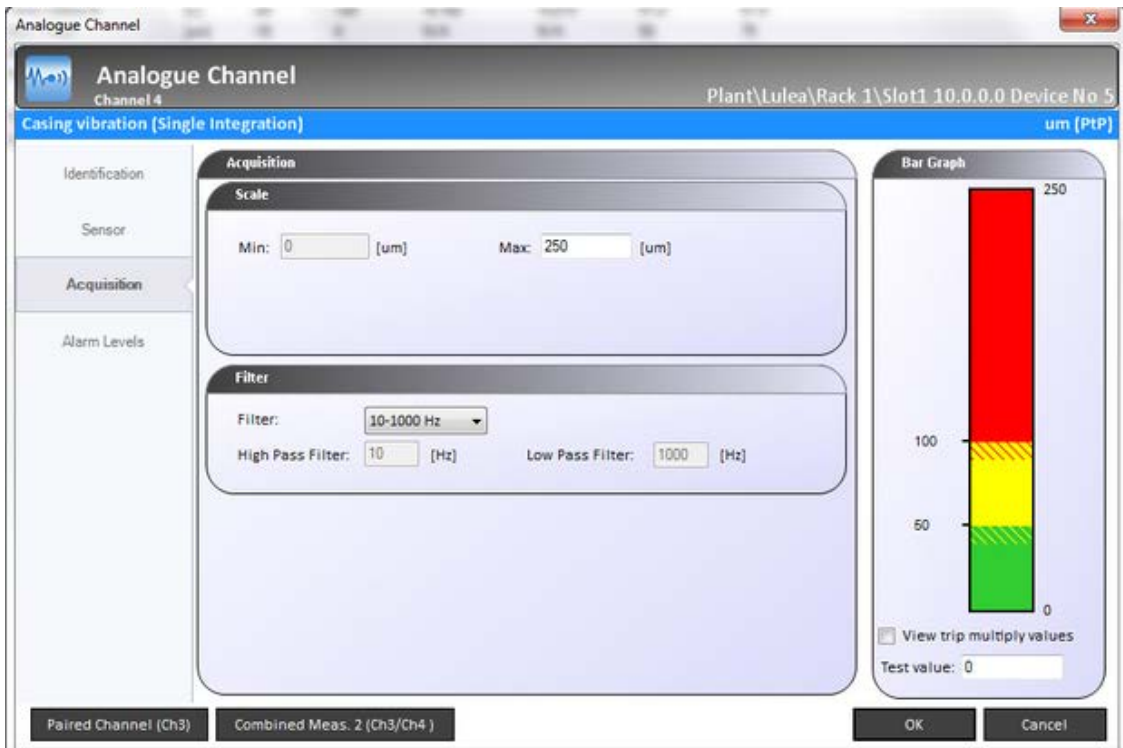 Analogue Channel
Analogue Channel
Channel 4
Plant\Lulea\Rack 1\Slot1 10.0.0.0 Device No 5
Casing vibration (Single Integration) um (PtP)
Identification
Sensor
Acquisition
Alarm Levels
Acquisition
Scale
Min: 0 [um] Max: 250 [um]
Filter
Filter: 10-1000 Hz
High Pass Filter: 10 [Hz] Low Pass Filter: 1000 [Hz]
Bar Graph
250
100
50
0
View trip multiply values
Test value: 0
Paired Channel (Ch3) Combined Meas. 2 (Ch3/Ch4 ) OK Cancel